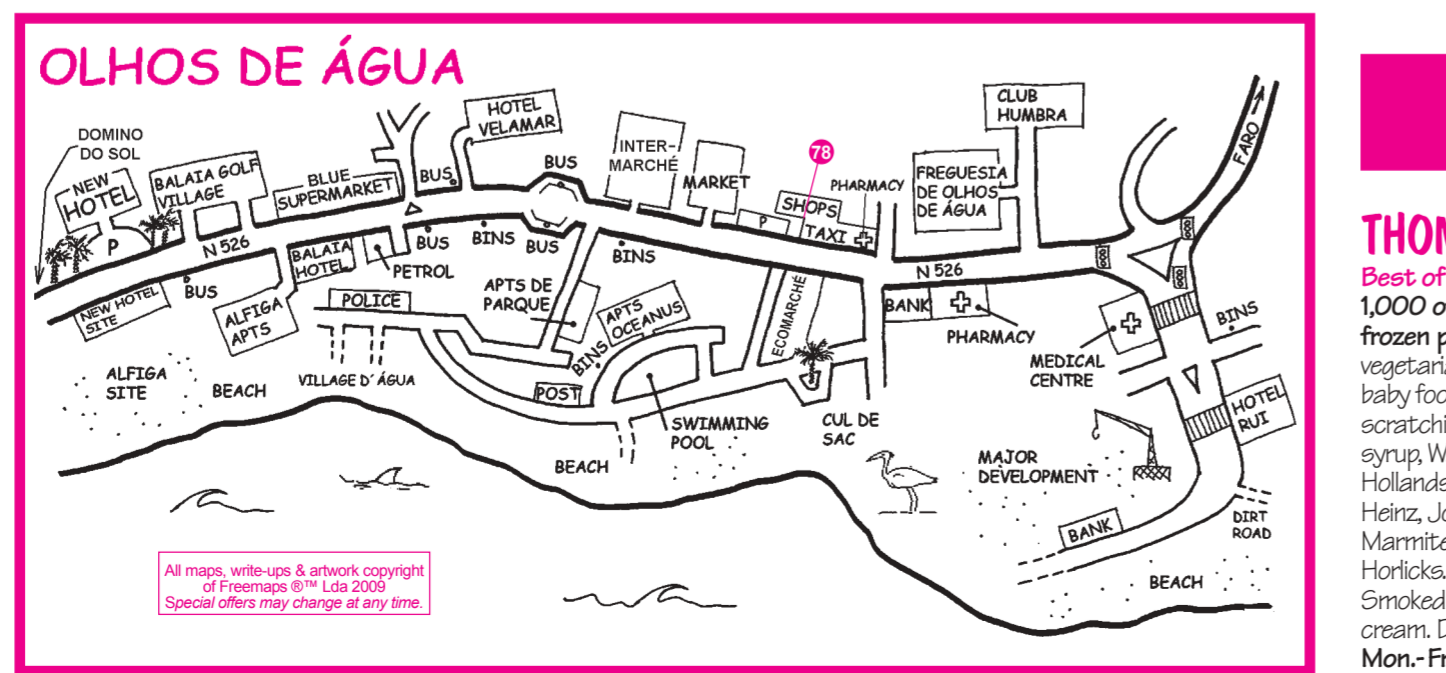 OLHOS DE ÁGUA
DOMINO
DO SOL
NEW
HOTEL
P
BALAIA GOLF
VILLAGE
BLUE
SUPERMARKET
BUS
HOTEL
VELAMAR
BUS
INTER-
MARCHÉ
MARKET
78
SHOPS
P
TAXI
PHARMACY
CLUB
HUMBRA
FREGUESIA
DE OLHOS
DE ÁGUA
FARO
N 526
N 526
NEW HOTEL
SITE
BUS
ALFIGA
APTS
BALAIA
HOTEL
PETROL
BUS
BINS
BUS
BINS
APTS DE
PARQUE
POLICE
APTS
OCEANUS
BINS
POST
ECOMARCHÉ
BANK
PHARMACY
MEDICAL
CENTRE
BINS
HOTEL
RUI
ALFIGA
SITE
BEACH
VILLAGE D´ÁGUA
SWIMMING
POOL
BEACH
CUL DE
SAC
MAJOR
DEVELOPMENT
BANK
DIRT
ROAD
BEACH
All maps, write-ups & artwork copyright
of Freemaps ®™ Lda 2009
Special offers may change at any time.
Best of
1,000 o
frozen p
vegetaria
baby foo
scratchi
syrup, W
Hollande
Heinz, Jo
Marmite
Horlicks.
Smoked
cream. D
Mon.- Fr